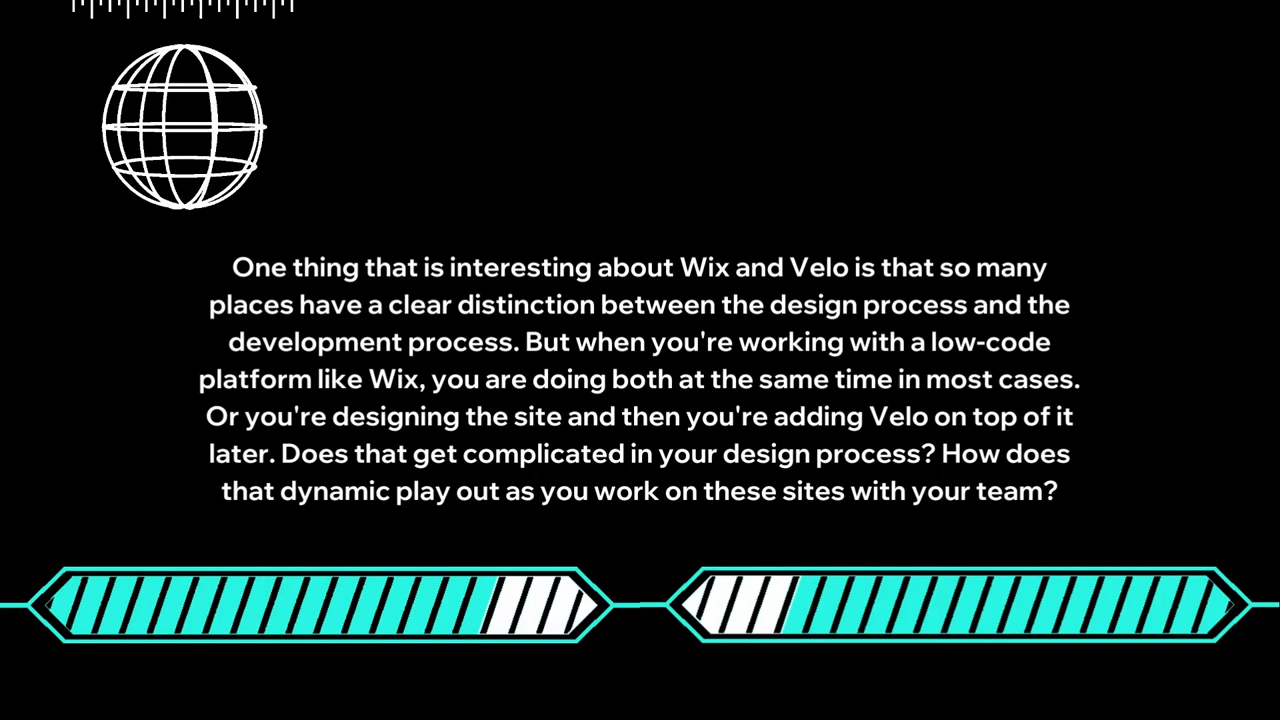 One thing that is interesting about Wix and Velo is that so many
places have a clear distinction between the design process and the
development process. But when you're working with a low-code
platform like Wix, you are doing both at the same time in most cases.
Or you're designing the site and then you're adding Velo on top of it
later. Does that get complicated in your design process? How does
that dynamic play out as you work on these sites with your team?